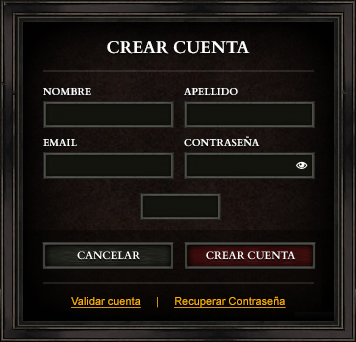 CREAR CUENTA
NOMBRE APELLIDO
EMAIL CONTRASEÑA
CANCELAR CREAR CUENTA
Validar cuenta | Recuperar Contraseña